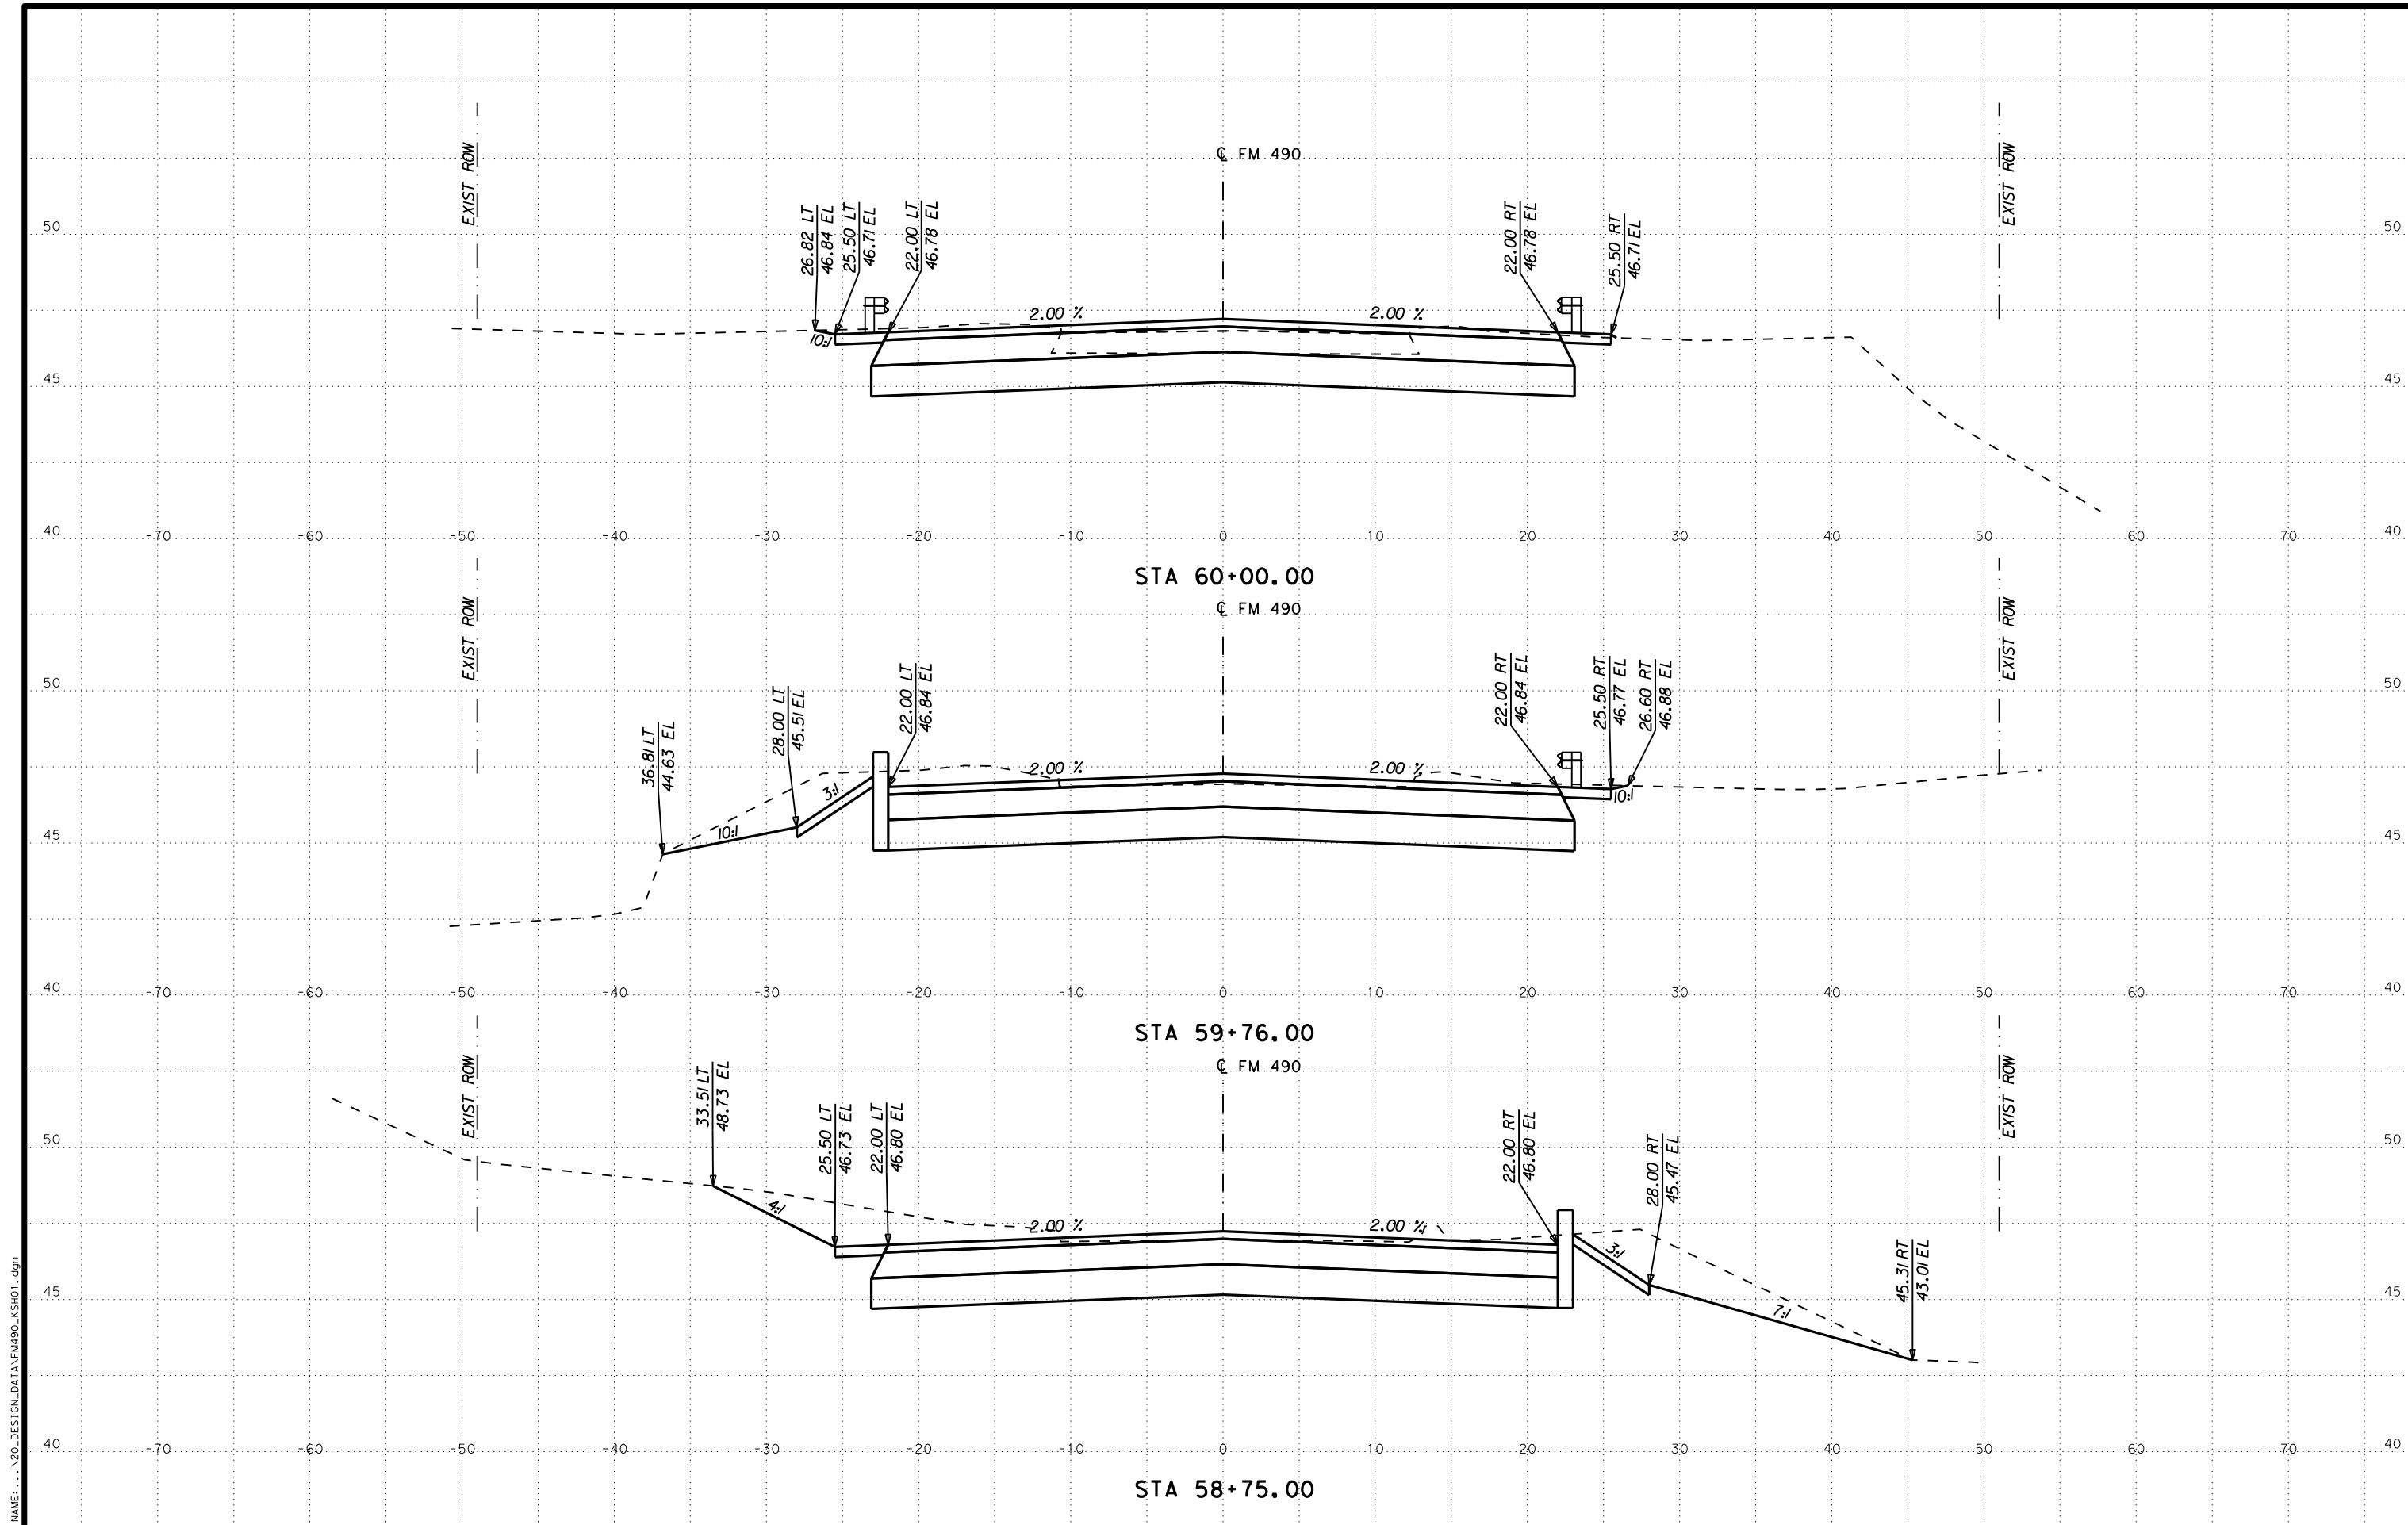 ℄ FM 490
EXIST ROW
EXIST ROW
26.82 LT
46.84 EL
25.50 LT
46.71 EL
22.00 LT
46.78 EL
22.00 RT
46.78 EL
25.50 RT
46.71 EL
50
50
2.00 %
2.00 %
10:1
45
45
40 -70 -60 -50 -40 -30 -20 -10 0 10 20 30 40 50 60 70 40
STA 60+00.00
℄ FM 490
EXIST ROW
EXIST ROW
36.81 LT
44.63 EL
28.00 LT
45.51 EL
22.00 LT
46.84 EL
22.00 RT
46.84 EL
25.50 RT
46.77 EL
26.60 RT
46.88 EL
50
50
2.00 %
2.00 %
3:1
10:1
10:1
45
45
40 -70 -60 -50 -40 -30 -20 -10 0 10 20 30 40 50 60 70 40
STA 59+76.00
℄ FM 490
EXIST ROW
EXIST ROW
33.51 LT
48.73 EL
25.50 LT
46.73 EL
22.00 LT
46.80 EL
22.00 RT
46.80 EL
28.00 RT
45.47 EL
45.31 RT
43.01 EL
50
50
4:1
2.00 %
2.00 %
3:1
7:1
45
45
40 -70 -60 -50 -40 -30 -20 -10 0 10 20 30 40 50 60 70 40
STA 58+75.00
NAME:...\20_DESIGN_DATA\FM490_KSH01.dgn